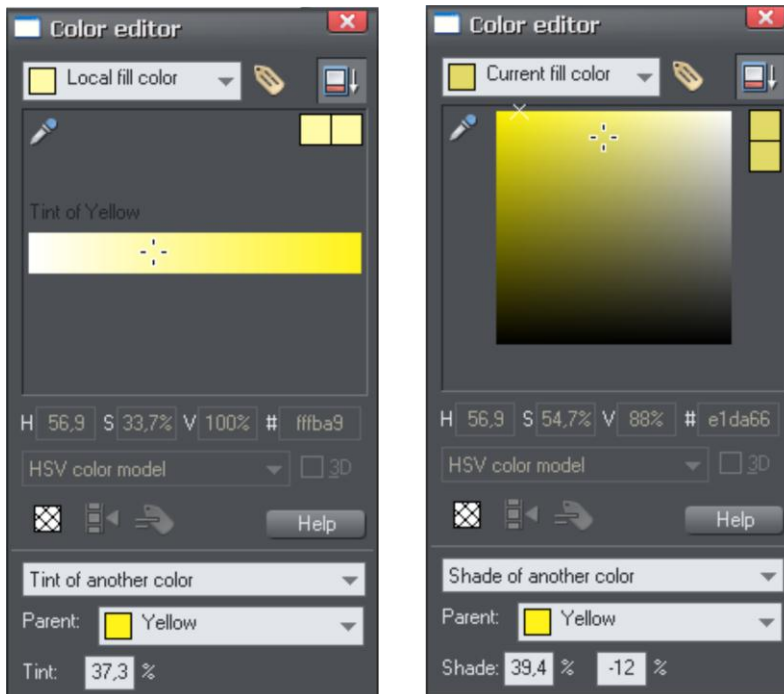 Color editor
Local fill color
Tint of Yellow
H 56,9 S 33,7% V 100% # fffba9
HSV color model 3D
Help
Tint of another color
Parent: Yellow
Tint: 37,3 %
Color editor
Current fill color
H 56,9 S 54,7% V 88% # e1da66
HSV color model 3D
Help
Shade of another color
Parent: Yellow
Shade: 39,4 % -12 %